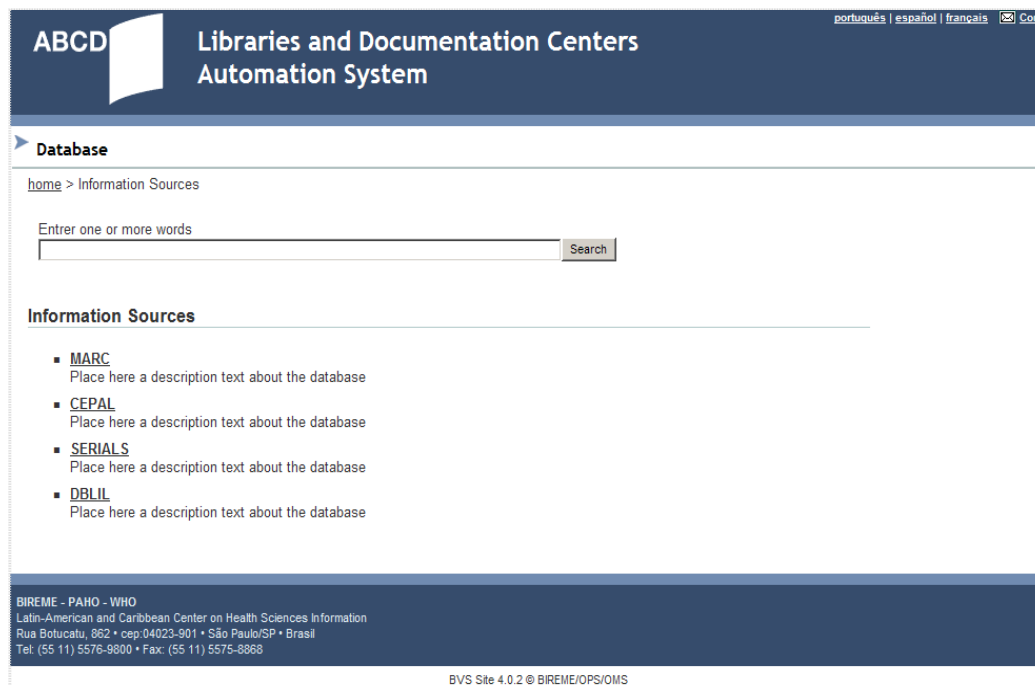 ABCD
Libraries and Documentation Centers
Automation System
português | español | français
Database
home > Information Sources
Entrer one or more words
Search
Information Sources
MARC
Place here a description text about the database
CEPAL
Place here a description text about the database
SERIALS
Place here a description text about the database
DBLIL
Place here a description text about the database
BIREME - PAHO - WHO
Latin-American and Caribbean Center on Health Sciences Information
Rua Botucatu, 862 • cep:04023-901 • São Paulo/SP • Brasil
Tel: (55 11) 5576-9800 • Fax: (55 11) 5575-8868
BVS Site 4.0.2 © BIREME/OPS/OMS